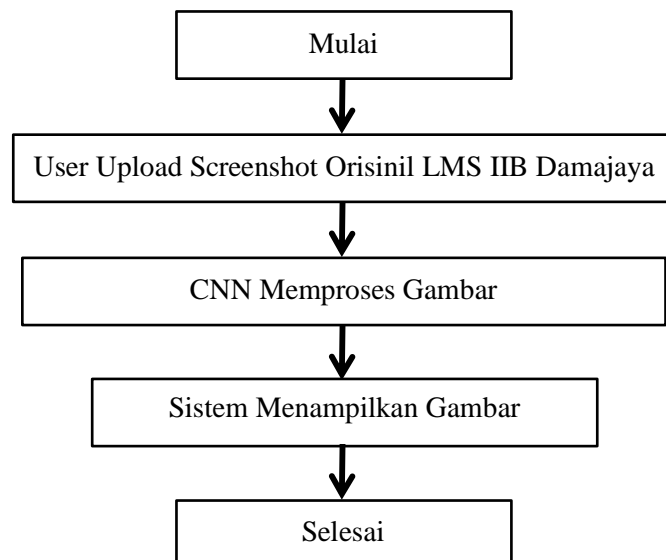 Mulai
User Upload Screenshot Orisinil LMS IIB Damajaya
CNN Memproses Gambar
Sistem Menampilkan Gambar
Selesai